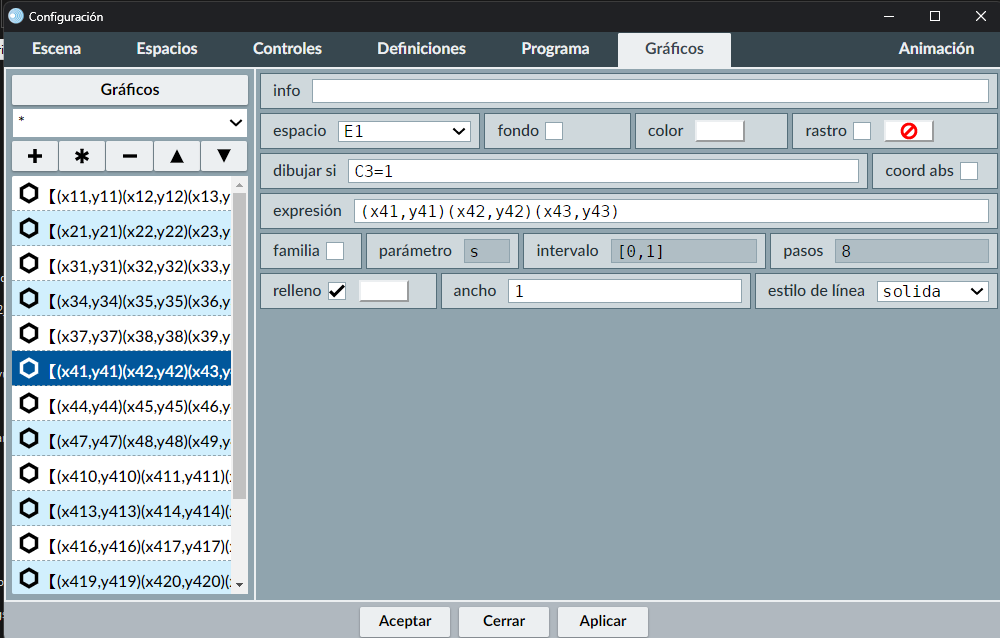 Configuración
Escena Espacios Controles Definiciones Programa Gráficos Animación
Gráficos
*
[(x11,y11)(x12,y12)(x13,y
[(x21,y21)(x22,y22)(x23,y
[(x31,y31)(x32,y32)(x33,y
[(x34,y34)(x35,y35)(x36,y
[(x37,y37)(x38,y38)(x39,y
[(x41,y41)(x42,y42)(x43,y
[(x44,y44)(x45,y45)(x46,y
[(x47,y47)(x48,y48)(x49,y
[(x410,y410)(x411,y411)(
[(x413,y413)(x414,y414)(
[(x416,y416)(x417,y417)(
[(x419,y419)(x420,y420)(
info
espacio E1 fondo color rastro
dibujar si C3=1 coord abs
expresión (x41,y41)(x42,y42)(x43,y43)
familia parámetro s intervalo [0,1] pasos 8
relleno ancho 1 estilo de línea solida
Aceptar Cerrar Aplicar